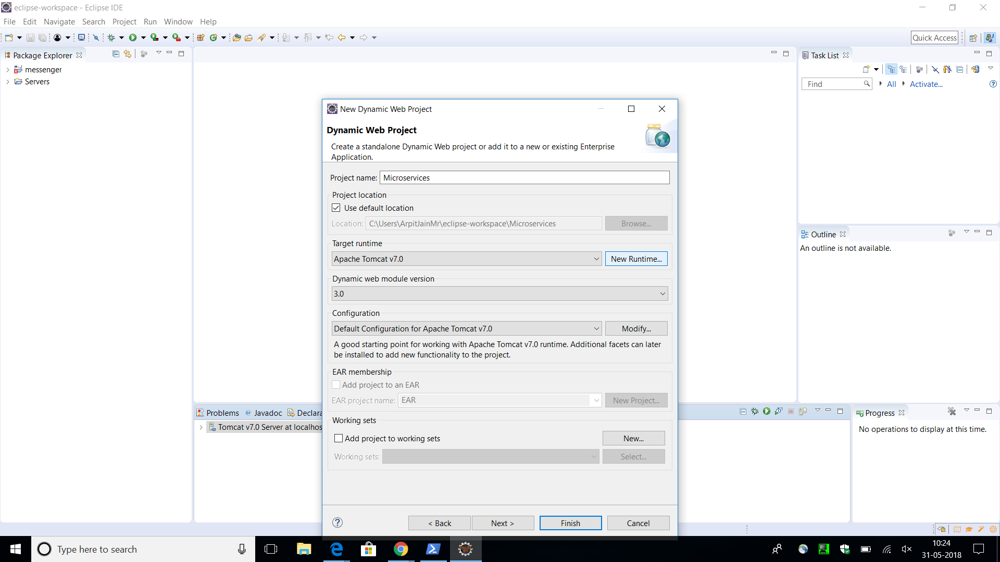 eclipse-workspace - Eclipse IDE
File Edit Navigate Search Project Run Window Help
Quick Access
Package Explorer
messenger
Servers
Task List
Find
All
Activate...
Outline
An outline is not available.
New Dynamic Web Project
Dynamic Web Project
Create a standalone Dynamic Web project or add it to a new or existing Enterprise
Application.
Project name: Microservices
Project location
Use default location
Location: C:\Users\ArpitJainMr\eclipse-workspace\Microservices Browse...
Target runtime
Apache Tomcat v7.0 New Runtime...
Dynamic web module version
3.0
Configuration
Default Configuration for Apache Tomcat v7.0 Modify...
A good starting point for working with Apache Tomcat v7.0 runtime. Additional facets can later
be installed to add new functionality to the project.
EAR membership
Add project to an EAR
EAR project name: EAR New Project...
Working sets
Add project to working sets New...
Working sets: Select...
< Back Next > Finish Cancel
Problems @ Javadoc Declara
Tomcat v7.0 Server at localhos
Progress
No operations to display at this time.
Type here to search
10:24
31-05-2018